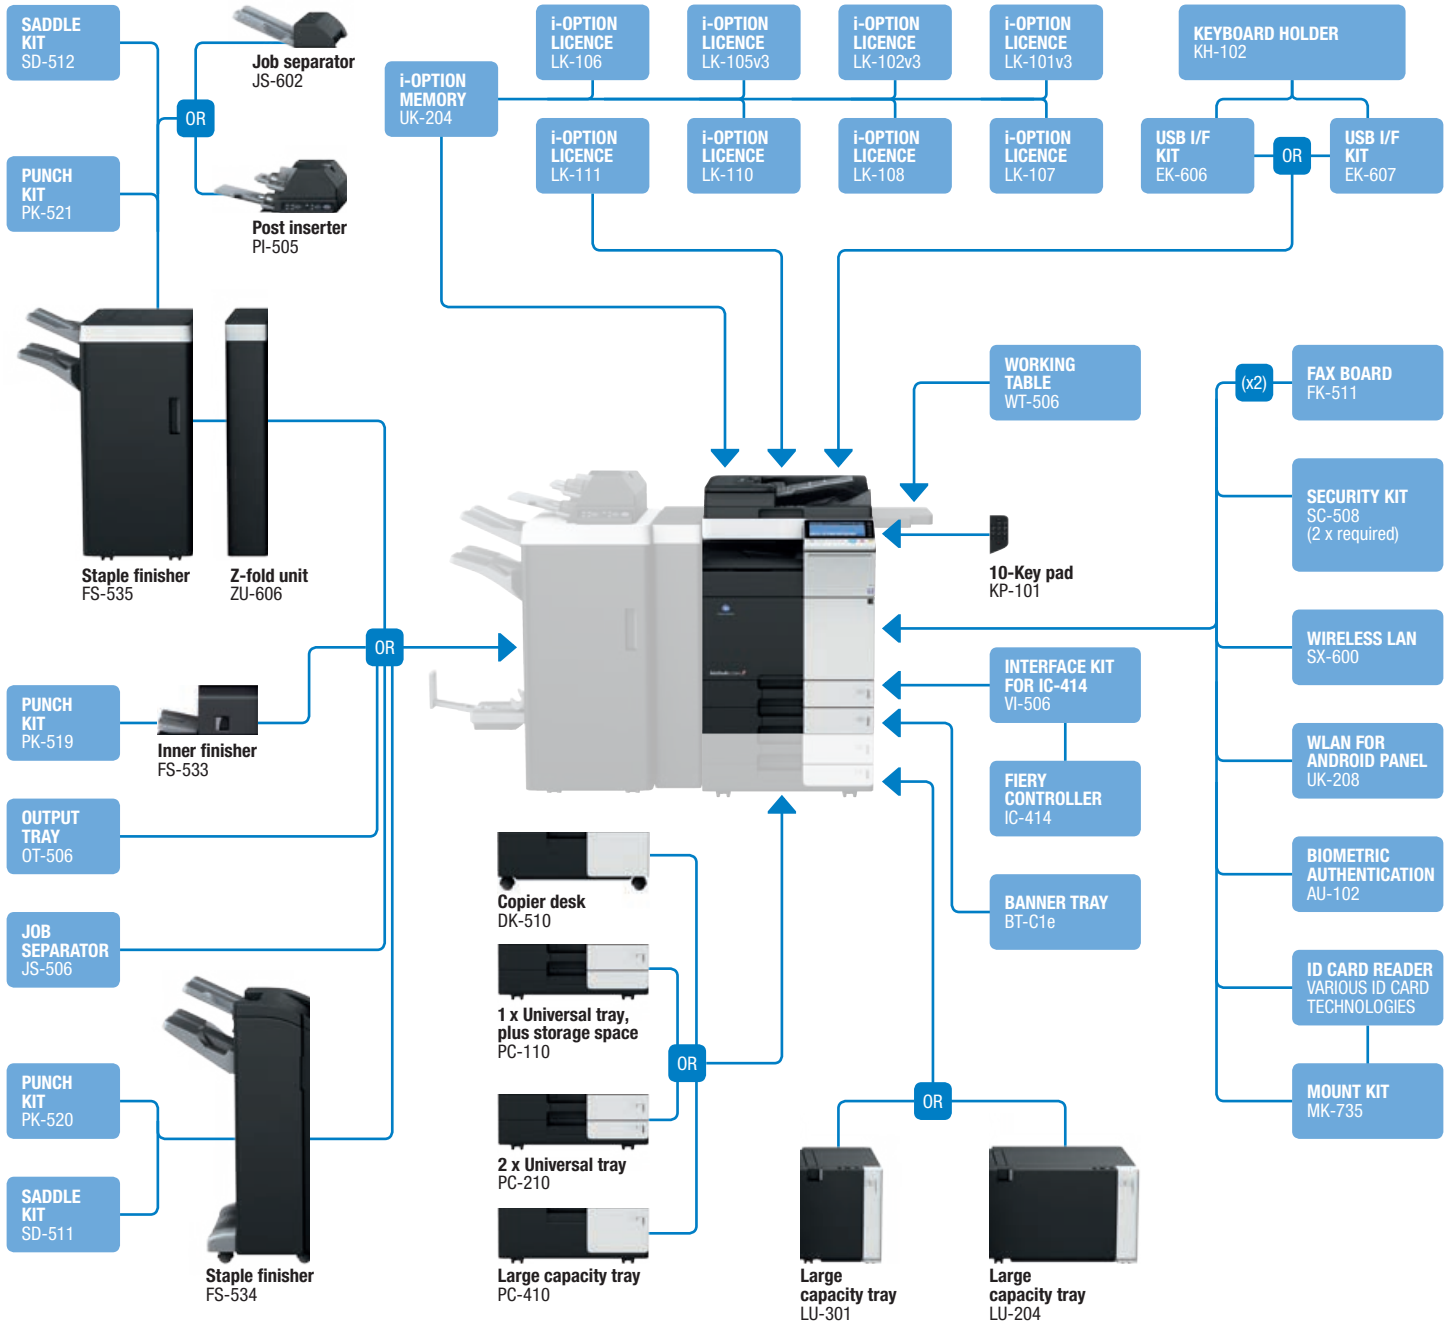 SADDLE
KIT
SD-512
Job separator
JS-602
OR
PUNCH
KIT
PK-521
Post inserter
PI-505
i-OPTION
MEMORY
UK-204
i-OPTION
LICENCE
LK-106
i-OPTION
LICENCE
LK-105v3
i-OPTION
LICENCE
LK-102v3
i-OPTION
LICENCE
LK-101v3
i-OPTION
LICENCE
LK-111
i-OPTION
LICENCE
LK-110
i-OPTION
LICENCE
LK-108
i-OPTION
LICENCE
LK-107
KEYBOARD HOLDER
KH-102
USB I/F
KIT
EK-606
OR
USB I/F
KIT
EK-607
Staple finisher
FS-535
Z-fold unit
ZU-606
WORKING
TABLE
WT-506
(x2)
FAX BOARD
FK-511
SECURITY KIT
SC-508
(2 x required)
10-Key pad
KP-101
OR
PUNCH
KIT
PK-519
Inner finisher
FS-533
INTERFACE KIT
FOR IC-414
VI-506
WIRELESS LAN
SX-600
WLAN FOR
ANDROID PANEL
UK-208
FIERY
CONTROLLER
IC-414
OUTPUT
TRAY
OT-506
BIOMETRIC
AUTHENTICATION
AU-102
Copier desk
DK-510
BANNER TRAY
BT-C1e
JOB
SEPARATOR
JS-506
ID CARD READER
VARIOUS ID CARD
TECHNOLOGIES
1 x Universal tray,
plus storage space
PC-110
OR
PUNCH
KIT
PK-520
OR
MOUNT KIT
MK-735
2 x Universal tray
PC-210
SADDLE
KIT
SD-511
Staple finisher
FS-534
Large capacity tray
PC-410
Large
capacity tray
LU-301
Large
capacity tray
LU-204